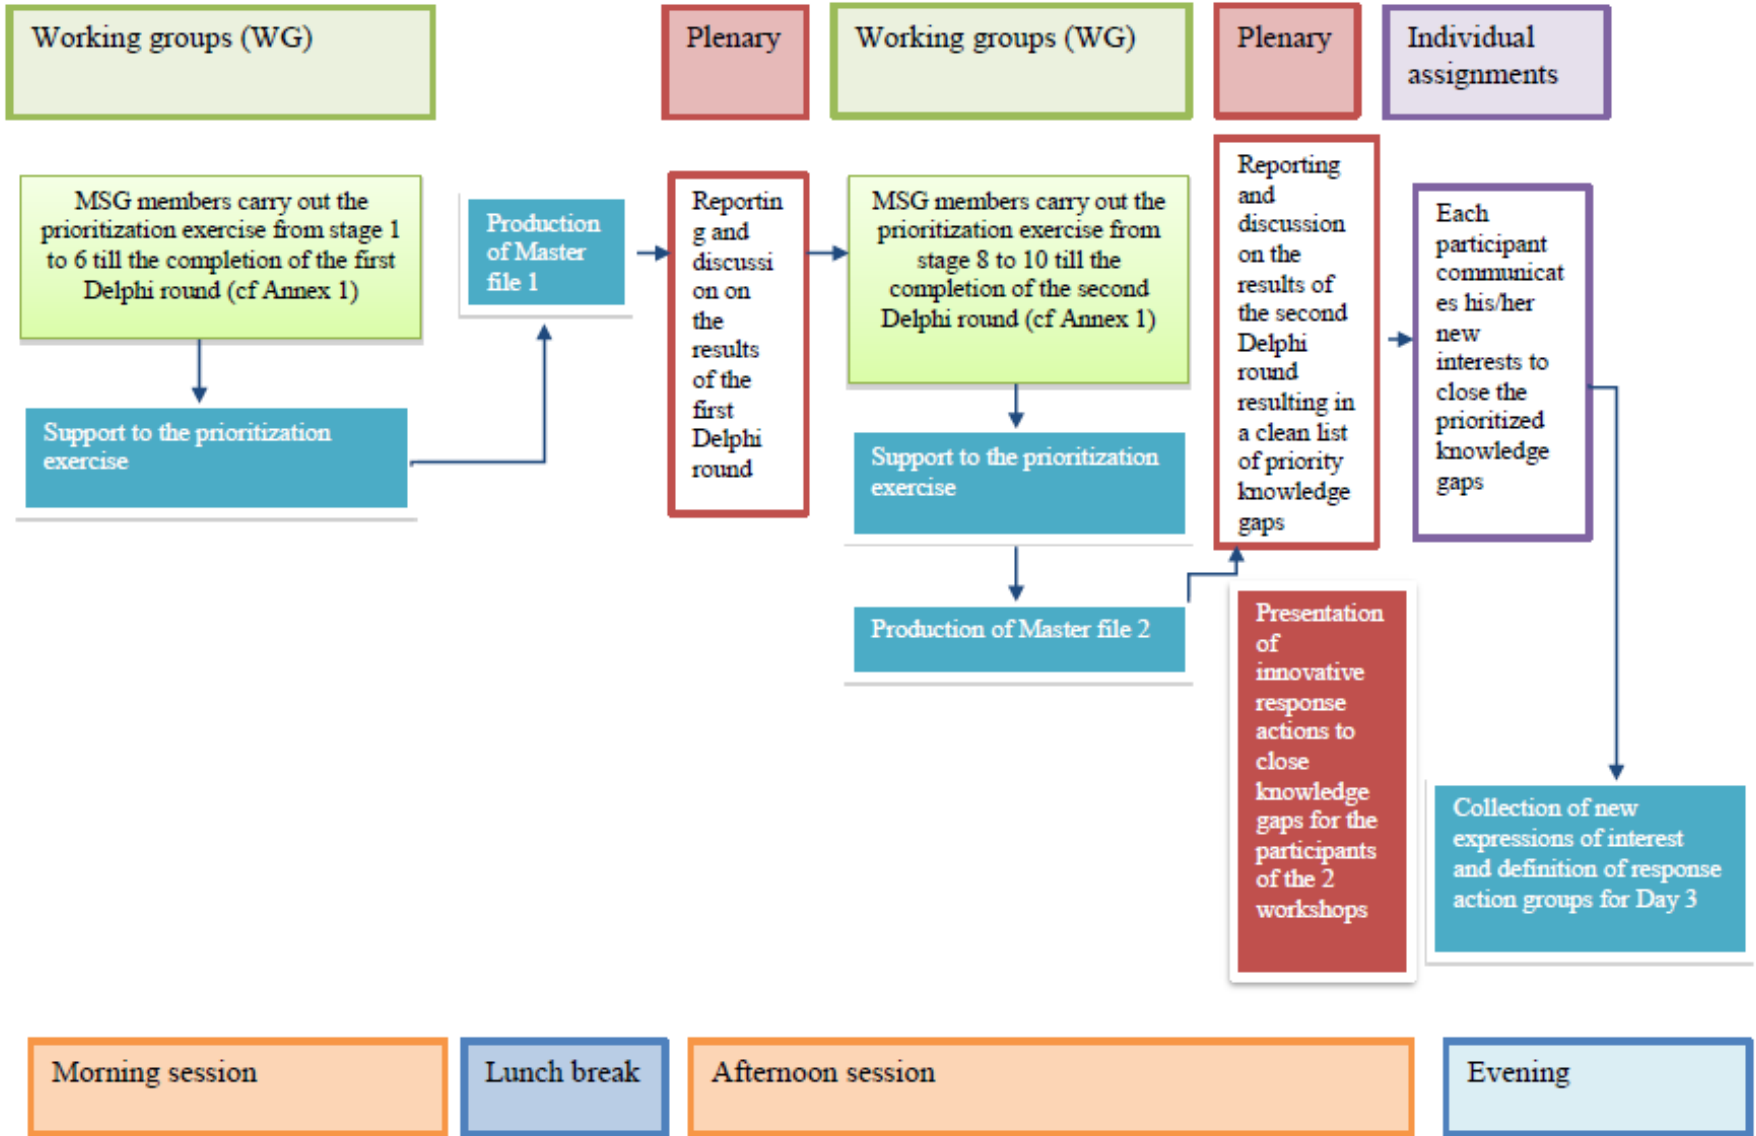 Working groups (WG)
Plenary
Working groups (WG)
Plenary
Individual
assignments
MSG members carry out the
prioritization exercise from stage 1
to 6 till the completion of the first
Delphi round (cf Annex 1)
Support to the prioritization
exercise
Production
of Master
file 1
Reportin
g and
discussi
on on
the
results
of the
first
Delphi
round
MSG members carry out the
prioritization exercise from
stage 8 to 10 till the
completion of the second
Delphi round (cf Annex 1)
Support to the prioritization
exercise
Production of Master file 2
Reporting
and
discussion
on the
results of
the second
Delphi
round
resulting in
a clean list
of priority
knowledge
gaps
Presentation
of
innovative
response
actions to
close
knowledge
gaps for the
participants
of the 2
workshops
Each
participant
communicat
es his/her
new
interests to
close the
prioritized
knowledge
gaps
Collection of new
expressions of interest
and definition of response
action groups for Day 3
Morning session
Lunch break
Afternoon session
Evening